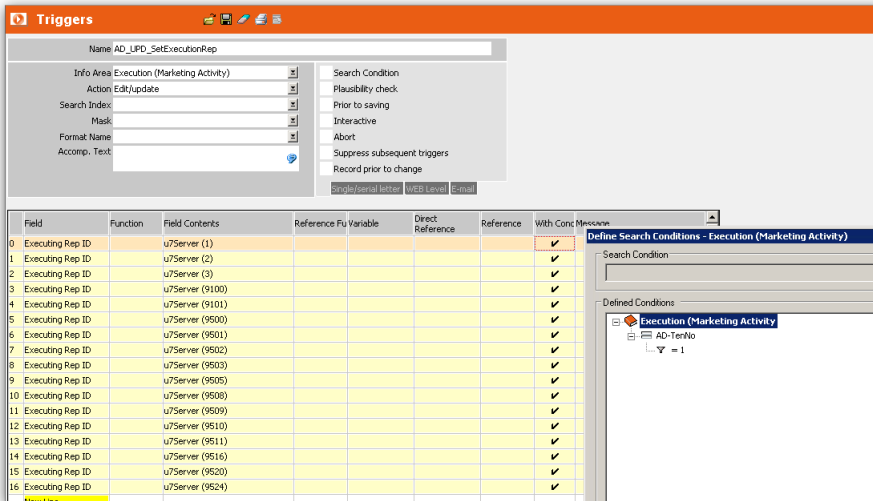 Triggers
Name AD_UPD_SetExecutionRep
Info Area Execution (Marketing Activity)
Action Edit/update
Search Index
Mask
Format Name
Accomp. Text
Search Condition
Plausibility check
Prior to saving
Interactive
Abort
Suppress subsequent triggers
Record prior to change
Single/serial letter WEB Level E-mail
Field Function Field Contents Reference Fu Variable Direct Reference Reference With Conc Message
0 Executing Rep ID u7Server (1)
1 Executing Rep ID u7Server (2)
2 Executing Rep ID u7Server (3)
3 Executing Rep ID u7Server (9100)
4 Executing Rep ID u7Server (9101)
5 Executing Rep ID u7Server (9500)
6 Executing Rep ID u7Server (9501)
7 Executing Rep ID u7Server (9502)
8 Executing Rep ID u7Server (9503)
9 Executing Rep ID u7Server (9505)
10 Executing Rep ID u7Server (9508)
11 Executing Rep ID u7Server (9509)
12 Executing Rep ID u7Server (9510)
13 Executing Rep ID u7Server (9511)
14 Executing Rep ID u7Server (9516)
15 Executing Rep ID u7Server (9520)
16 Executing Rep ID u7Server (9524)
Define Search Conditions - Execution (Marketing Activity)
Search Condition
Defined Conditions
Execution (Marketing Activity
AD-TenNo
= 1